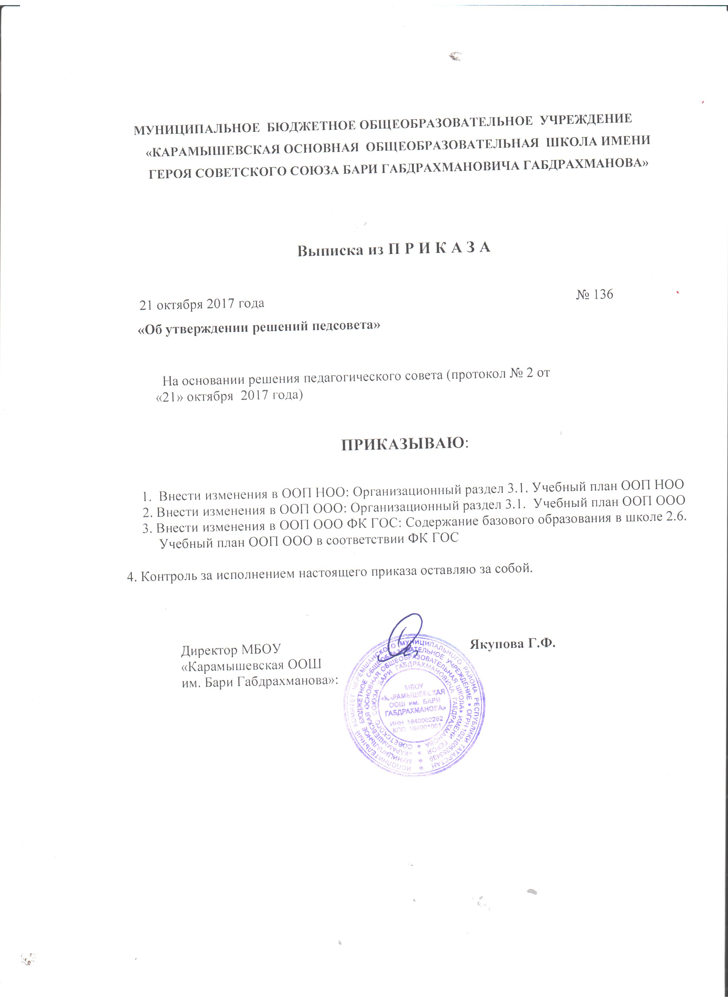 МУНИЦИПАЛЬНОЕ БЮДЖЕТНОЕ ОБЩЕОБРАЗОВАТЕЛЬНОЕ УЧРЕЖДЕНИЕ
«КАРАМЫШЕВСКАЯ ОСНОВНАЯ ОБЩЕОБРАЗОВАТЕЛЬНАЯ ШКОЛА ИМЕНИ
ГЕРОЯ СОВЕТСКОГО СОЮЗА БАРИ ГАБДРАХМАНОВИЧА ГАБДРАХМАНОВА»
Выписка из П Р И К А З А
21 октября 2017 года № 136
«Об утверждении решений педсовета»
На основании решения педагогического совета (протокол № 2 от
«21» октября 2017 года)
ПРИКАЗЫВАЮ:
1. Внести изменения в ООП НОО: Организационный раздел 3.1. Учебный план ООП НОО
2. Внести изменения в ООП ООО: Организационный раздел 3.1. Учебный план ООП ООО
3. Внести изменения в ООП ООО ФК ГОС: Содержание базового образования в школе 2.6.
Учебный план ООП ООО в соответствии ФК ГОС
4. Контроль за исполнением настоящего приказа оставляю за собой.
Директор МБОУ Якупова Г.Ф.
«Карамышевская ООШ
им. Бари Габдрахманова»:
ИСПОЛНИТЕЛЬНЫЙ КОМИТЕТ ЧЕРЕМШАНСКОГО МУНИЦИПАЛЬНОГО РАЙОНА РЕСПУБЛИКИ ТАТАРСТАН
МУНИЦИПАЛЬНОЕ БЮДЖЕТНОЕ ОБЩЕОБРАЗОВАТЕЛЬНОЕ УЧРЕЖДЕНИЕ * ОГРН 1021605353439
«КАРАМЫШЕВСКАЯ ОСНОВНАЯ ОБЩЕОБРАЗОВАТЕЛЬНАЯ ШКОЛА» ИМЕНИ ГЕРОЯ
СОВЕТСКОГО СОЮЗА БАРИ ГАБДРАХМАНОВИЧА ГАБДРАХМАНОВА
МБОУ
«КАРАМЫШЕВСКАЯ
ООШ им. БАРИ
ГАБДРАХМАНОВА»
ИНН 1640002262
КПП 164001001